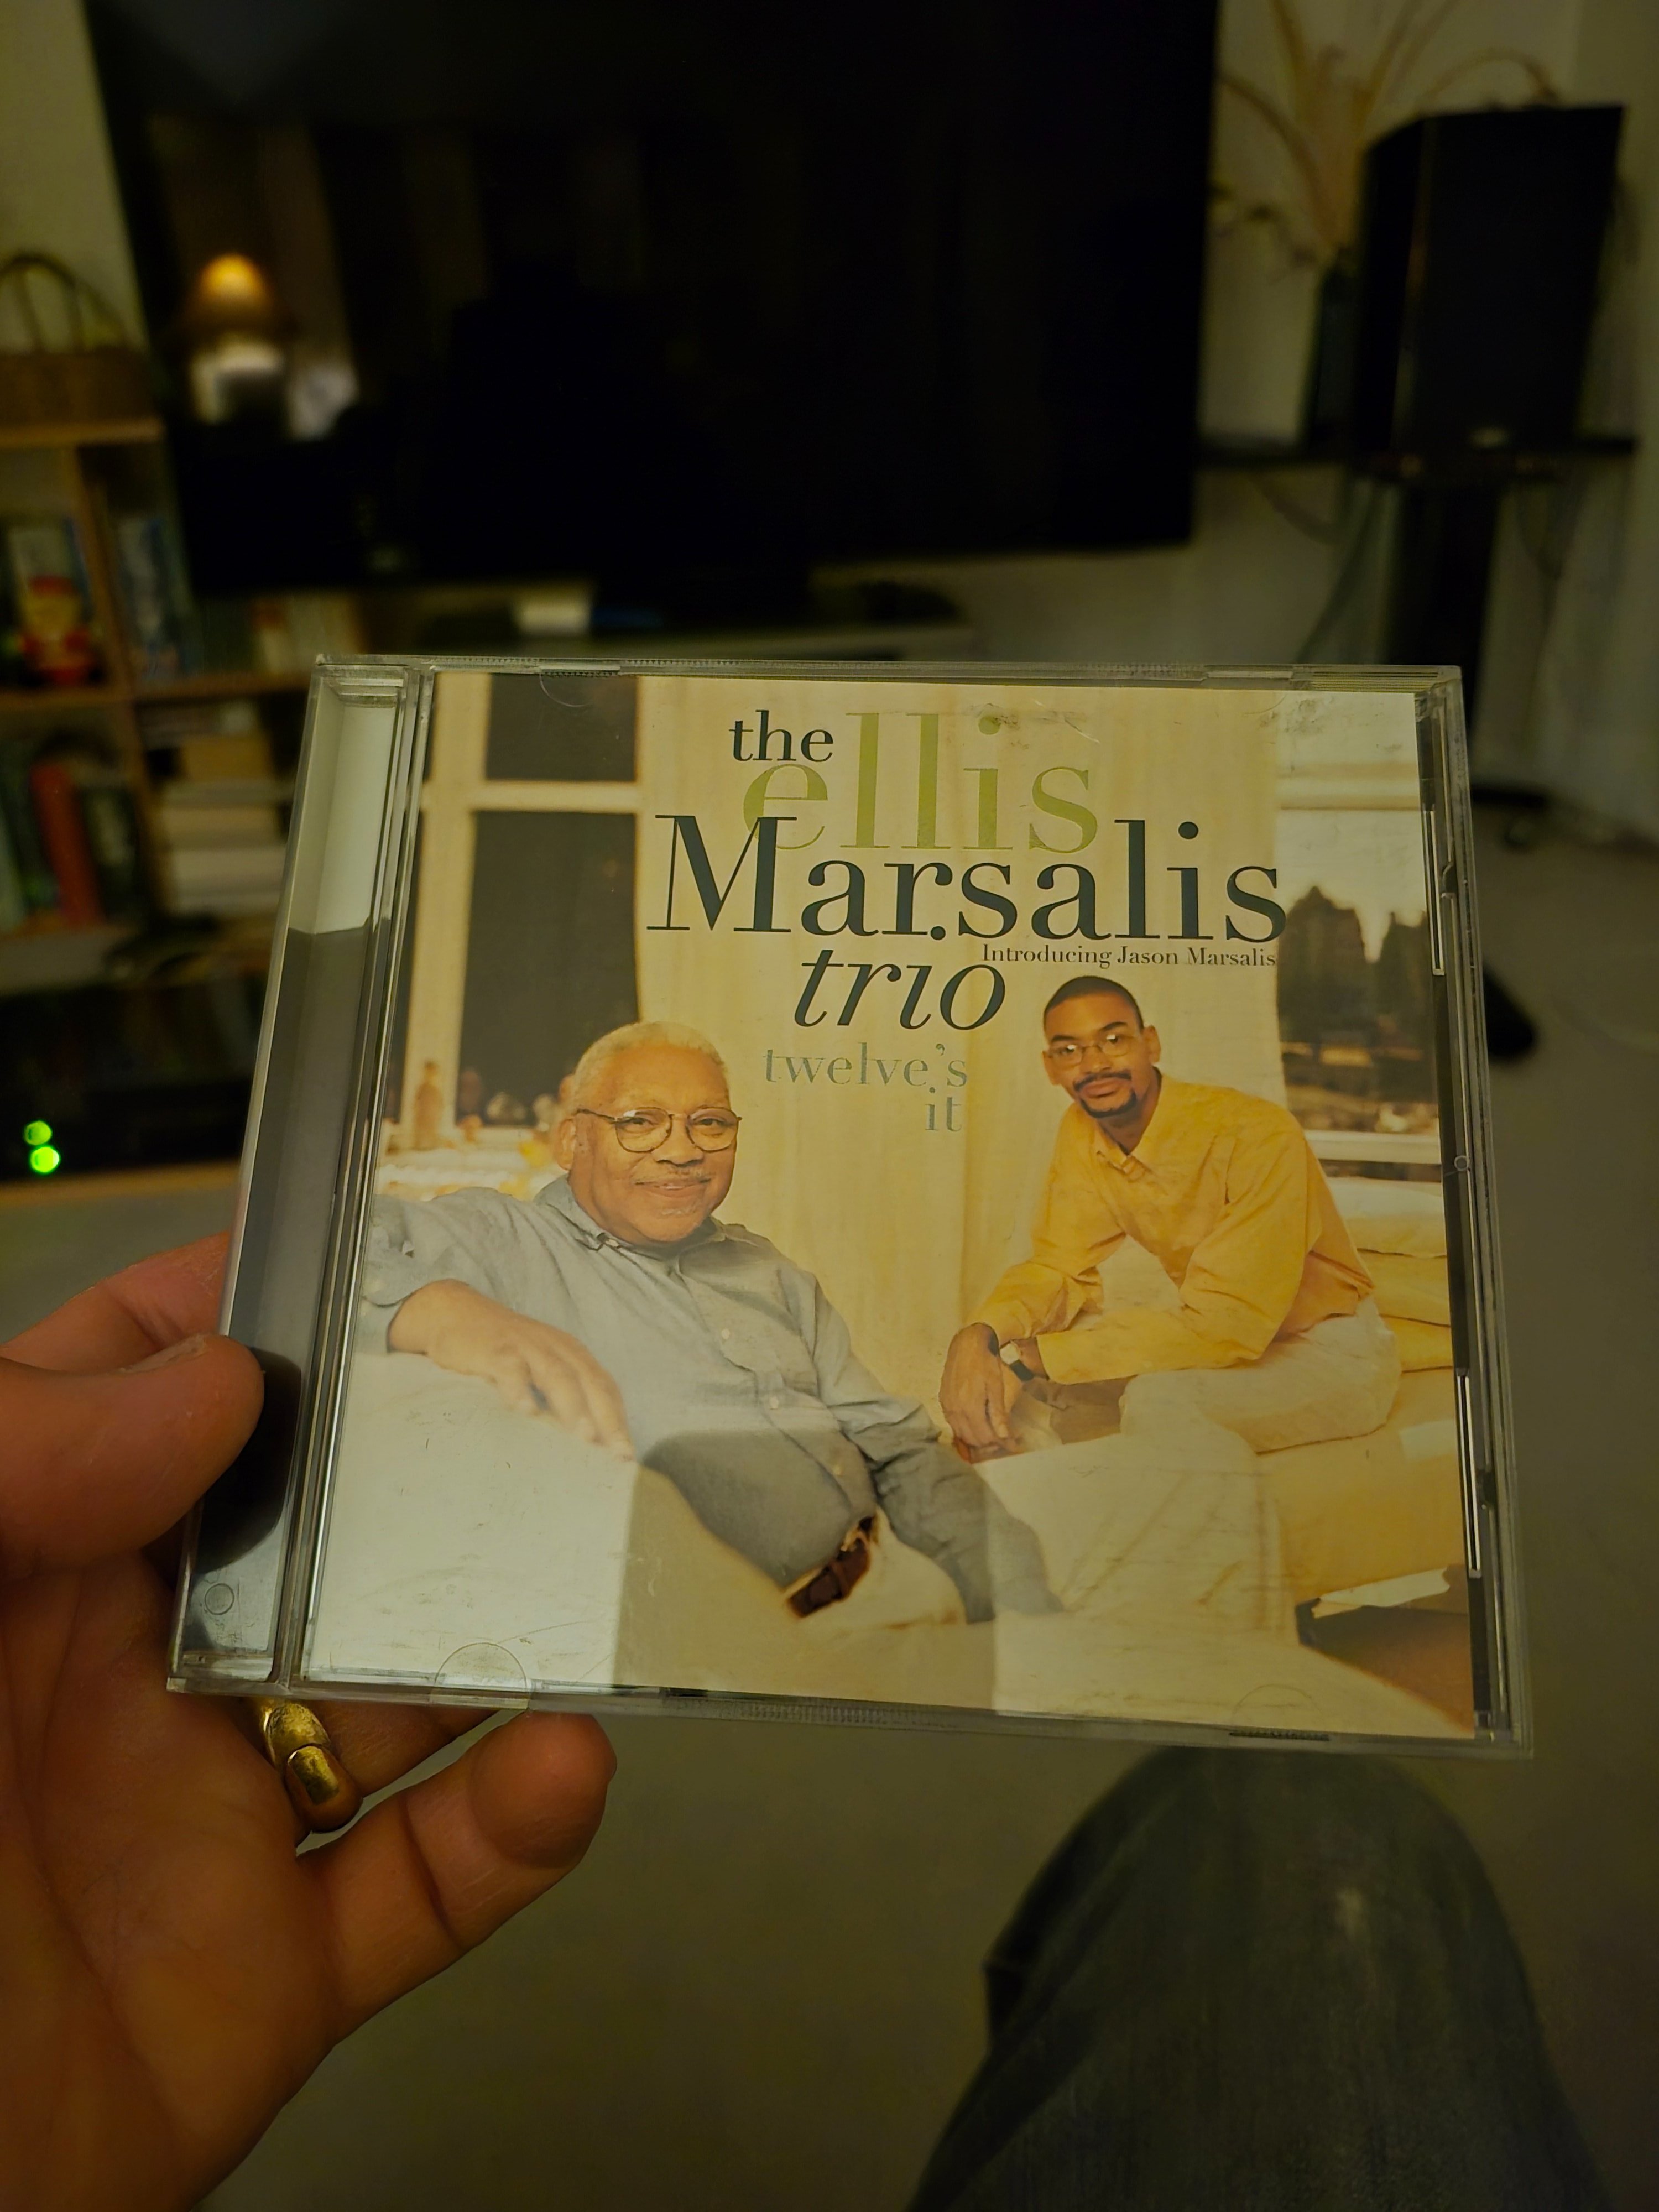 the
ellis
Marsalis
Introducing Jason Marsalis
trio
twelve's
it